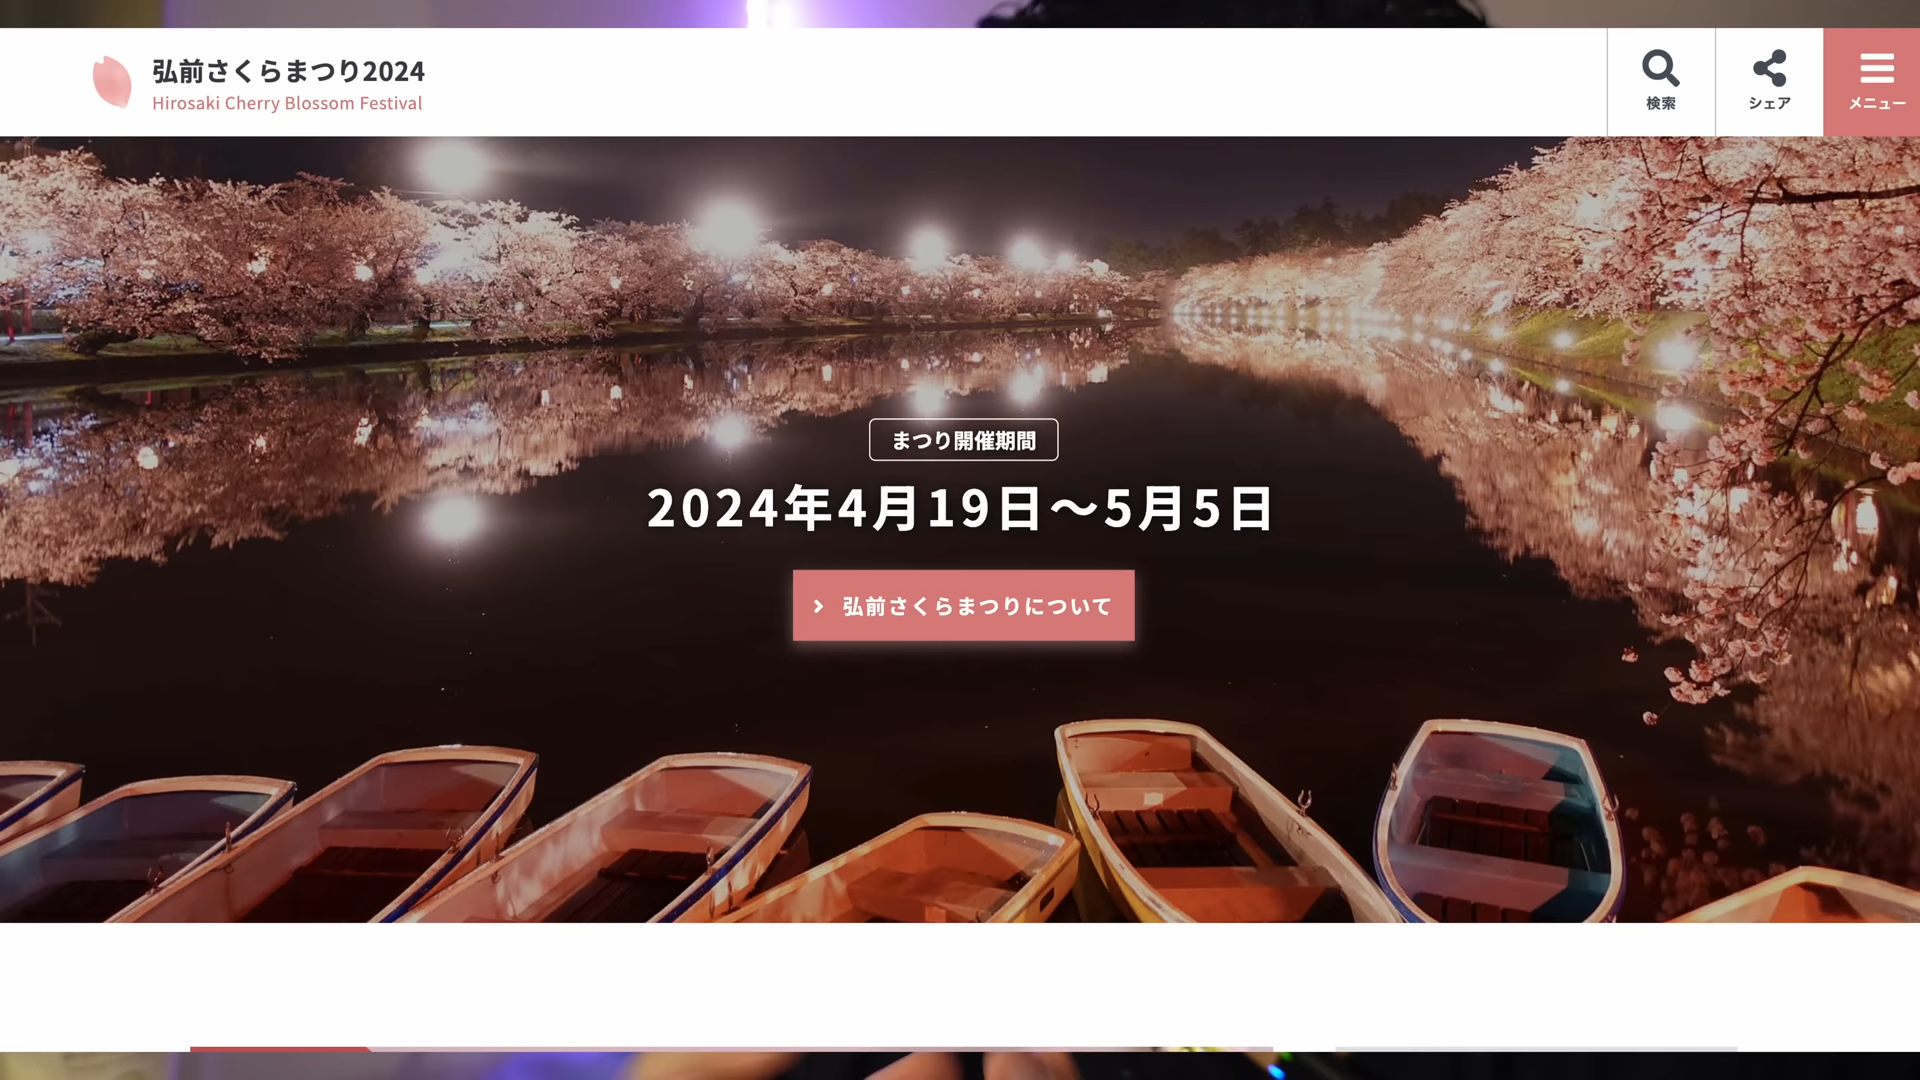 弘前さくらまつり2024
Hirosaki Cherry Blossom Festival
検索
シェア
メニュー
まつり開催期間
2024年4月19日〜5月5日
弘前さくらまつりについて